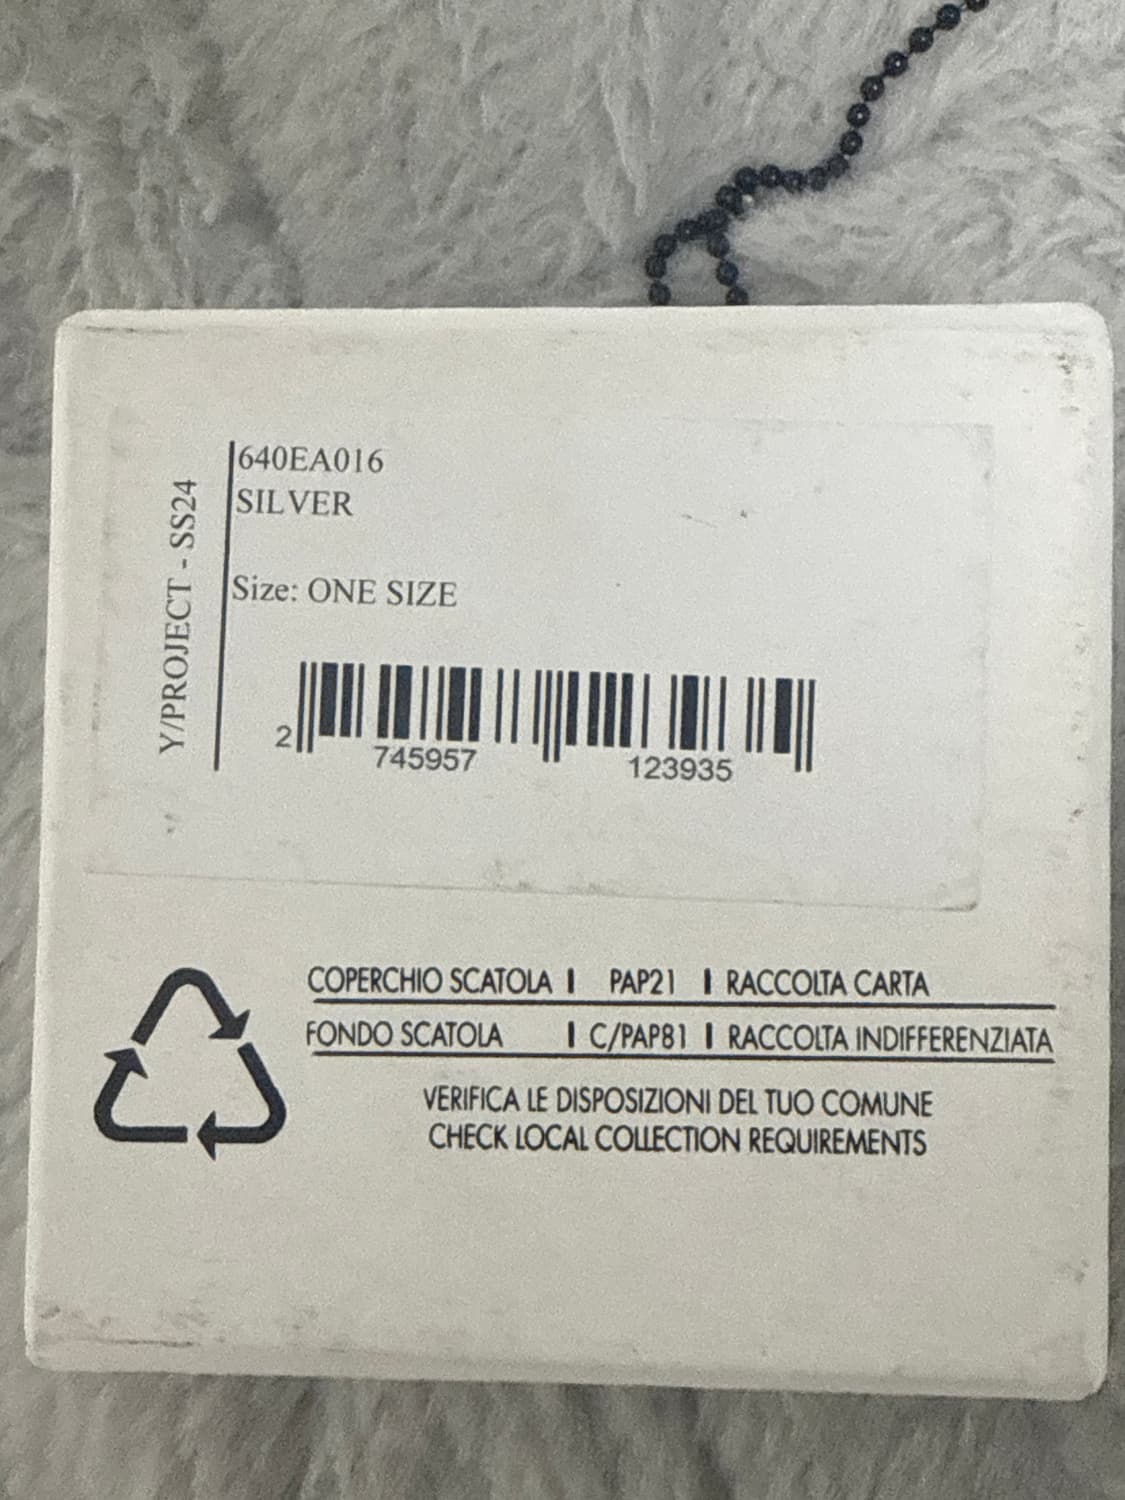 Y/PROJECT - SS24
640EA016
SILVER
Size: ONE SIZE
2 745957 123935
COPERCHIO SCATOLA | PAP21 | RACCOLTA CARTA
FONDO SCATOLA | C/PAP81 | RACCOLTA INDIFFERENZIATA
VERIFICA LE DISPOSIZIONI DEL TUO COMUNE
CHECK LOCAL COLLECTION REQUIREMENTS